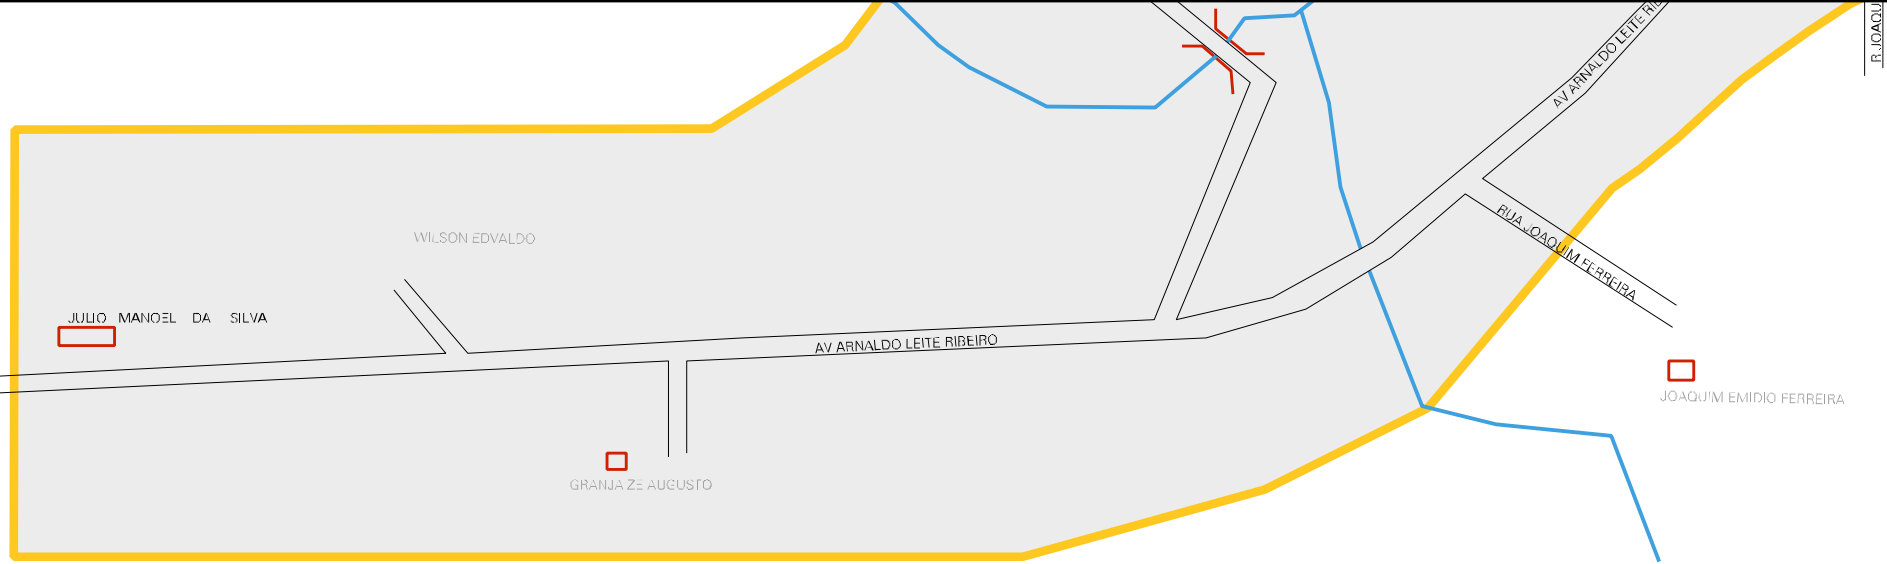 R JOAQU
AV ARNALDO LEITE RIB
RUA JOAQUIM FERREIRA
WILSON EDVALDO
JULIO MANOEL DA SILVA
AV ARNALDO LEITE RIBEIRO
JOAQUIM EMIDIO FERREIRA
GRANJA ZE AUGUSTO